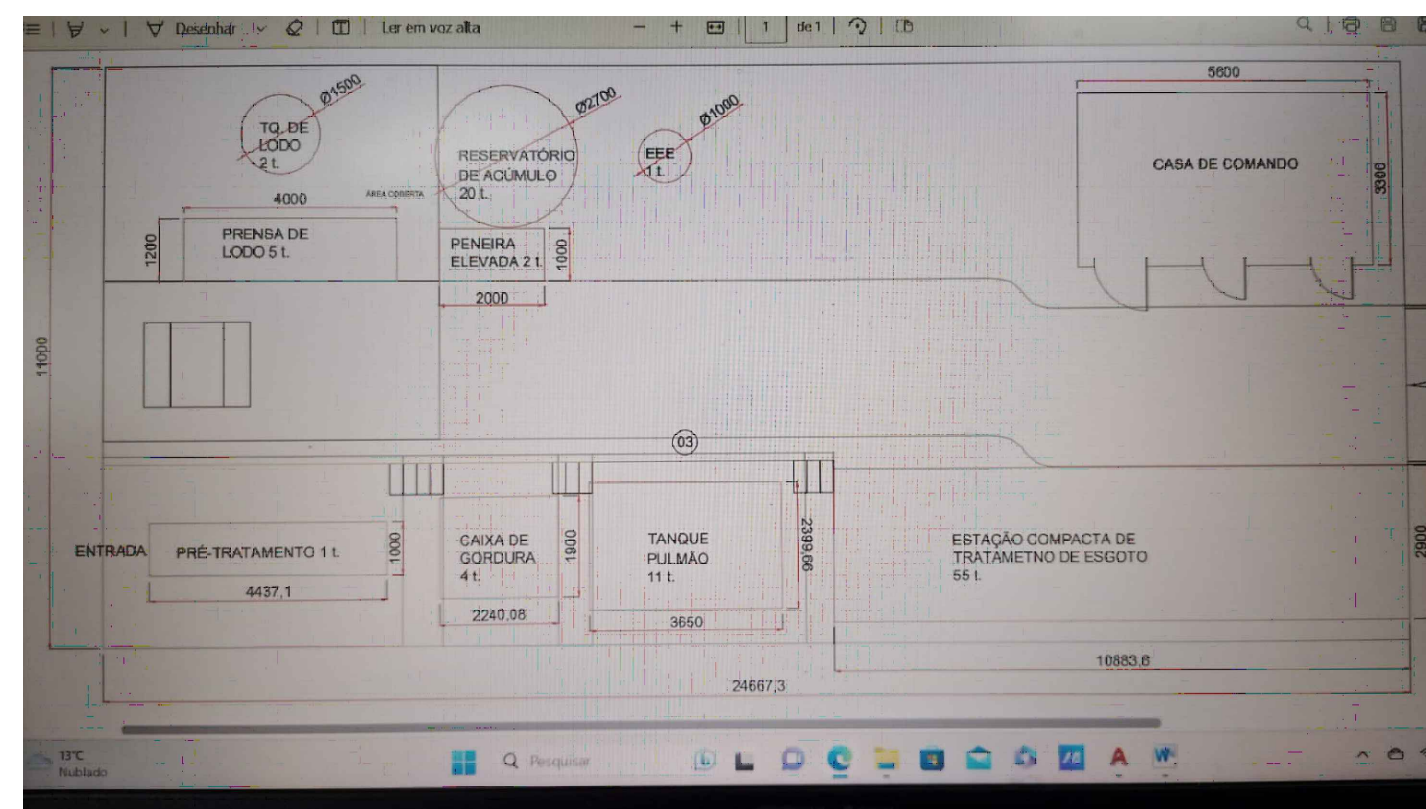 Desenhar
Ler em voz alta
1 de 1
5600
Ø1500
TQ. DE
LODO
2 t.
Ø2700
RESERVATÓRIO
DE ACÚMULO
20 t.
Ø1000
EEE
1 t.
CASA DE COMANDO
3300
ÁREA COBERTA
4000
1200
PRENSA DE
LODO 5 t.
PENEIRA
ELEVADA 2 t.
1000
2000
11000
03
ENTRADA
PRÉ-TRATAMENTO 1 t.
1000
4437,1
CAIXA DE
GORDURA
4 t.
1900
2240,08
TANQUE
PULMÃO
11 t.
2399,66
3650
ESTAÇÃO COMPACTA DE
TRATAMETNO DE ESGOTO
55 t.
2900
10883,6
24667,3
13°C
Nublado
Pesquisar